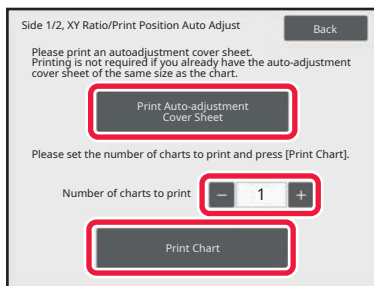 Side 1/2, XY Ratio/Print Position Auto Adjust
Back
Please print an autoadjustment cover sheet.
Printing is not required if you already have the auto-adjustment
cover sheet of the same size as the chart.
Print Auto-adjustment
Cover Sheet
Please set the number of charts to print and press [Print Chart].
Number of charts to print − 1 +
Print Chart